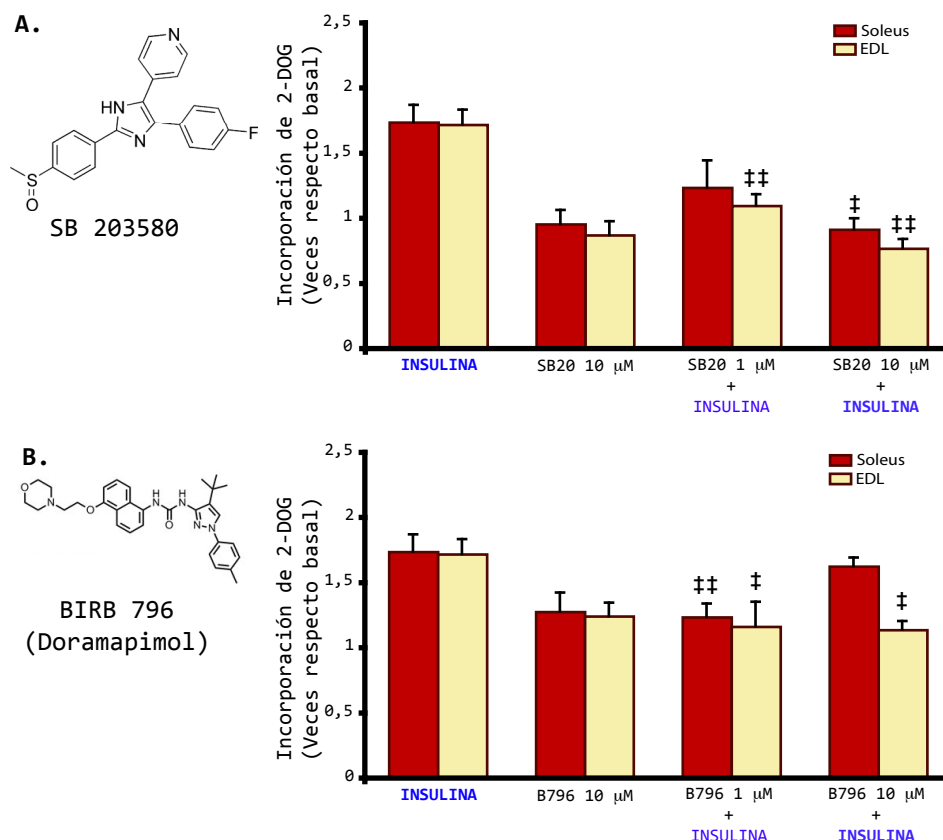 A.
N
HN
N
F
S
O
SB 203580
Incorporación de 2-DOG
(Veces respecto basal)
2,5
2
1,5
1
0,5
0
Soleus
EDL
‡‡
‡
‡‡
INSULINA
SB20 10 µM
SB20 1 µM
+
INSULINA
SB20 10 µM
+
INSULINA
B.
O
N
O
H
N
O
H
N
N
N
BIRB 796
(Doramapimol)
Incorporación de 2-DOG
(Veces respecto basal)
2,5
2
1,5
1
0,5
0
Soleus
EDL
‡‡
‡
‡
INSULINA
B796 10 µM
B796 1 µM
+
INSULINA
B796 10 µM
+
INSULINA